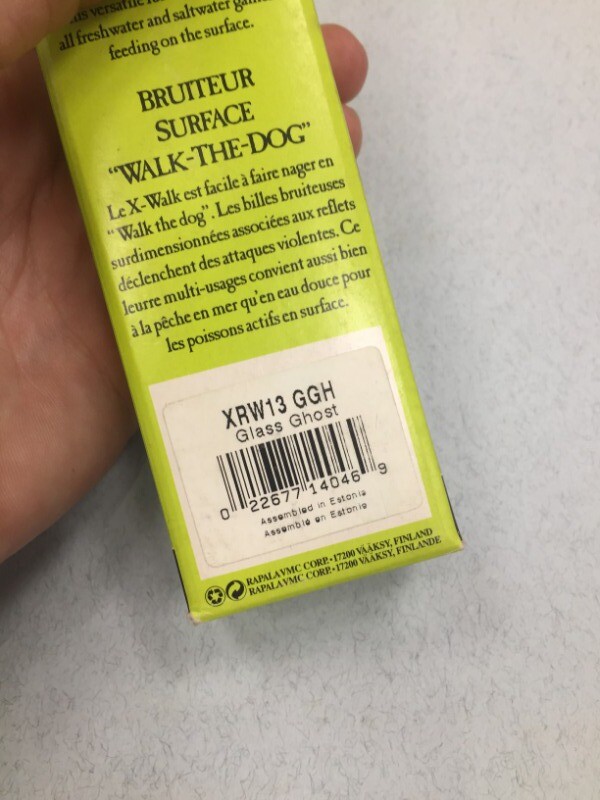 versatile
all freshwater and saltwater
feeding on the surface.
BRUITEUR
SURFACE
"WALK-THE-DOG"
Le X-Walk est facile à faire nager en
"Walk the dog". Les billes bruiteuses
surdimensionnées associées aux reflets
déclenchent des attaques violentes. Ce
leurre multi-usages convient aussi bien
à la pêche en mer qu'en eau douce pour
les poissons actifs en surface.
XRW13 GGH
Glass Ghost
0 22677 14046 9
Assembled in Estonia
Assemblé en Estonie
RAPALA VMC CORP. • 17200 VÄÄKSY, FINLAND
RAPALA VMC CORP. • 17200 VÄÄKSY, FINLANDE